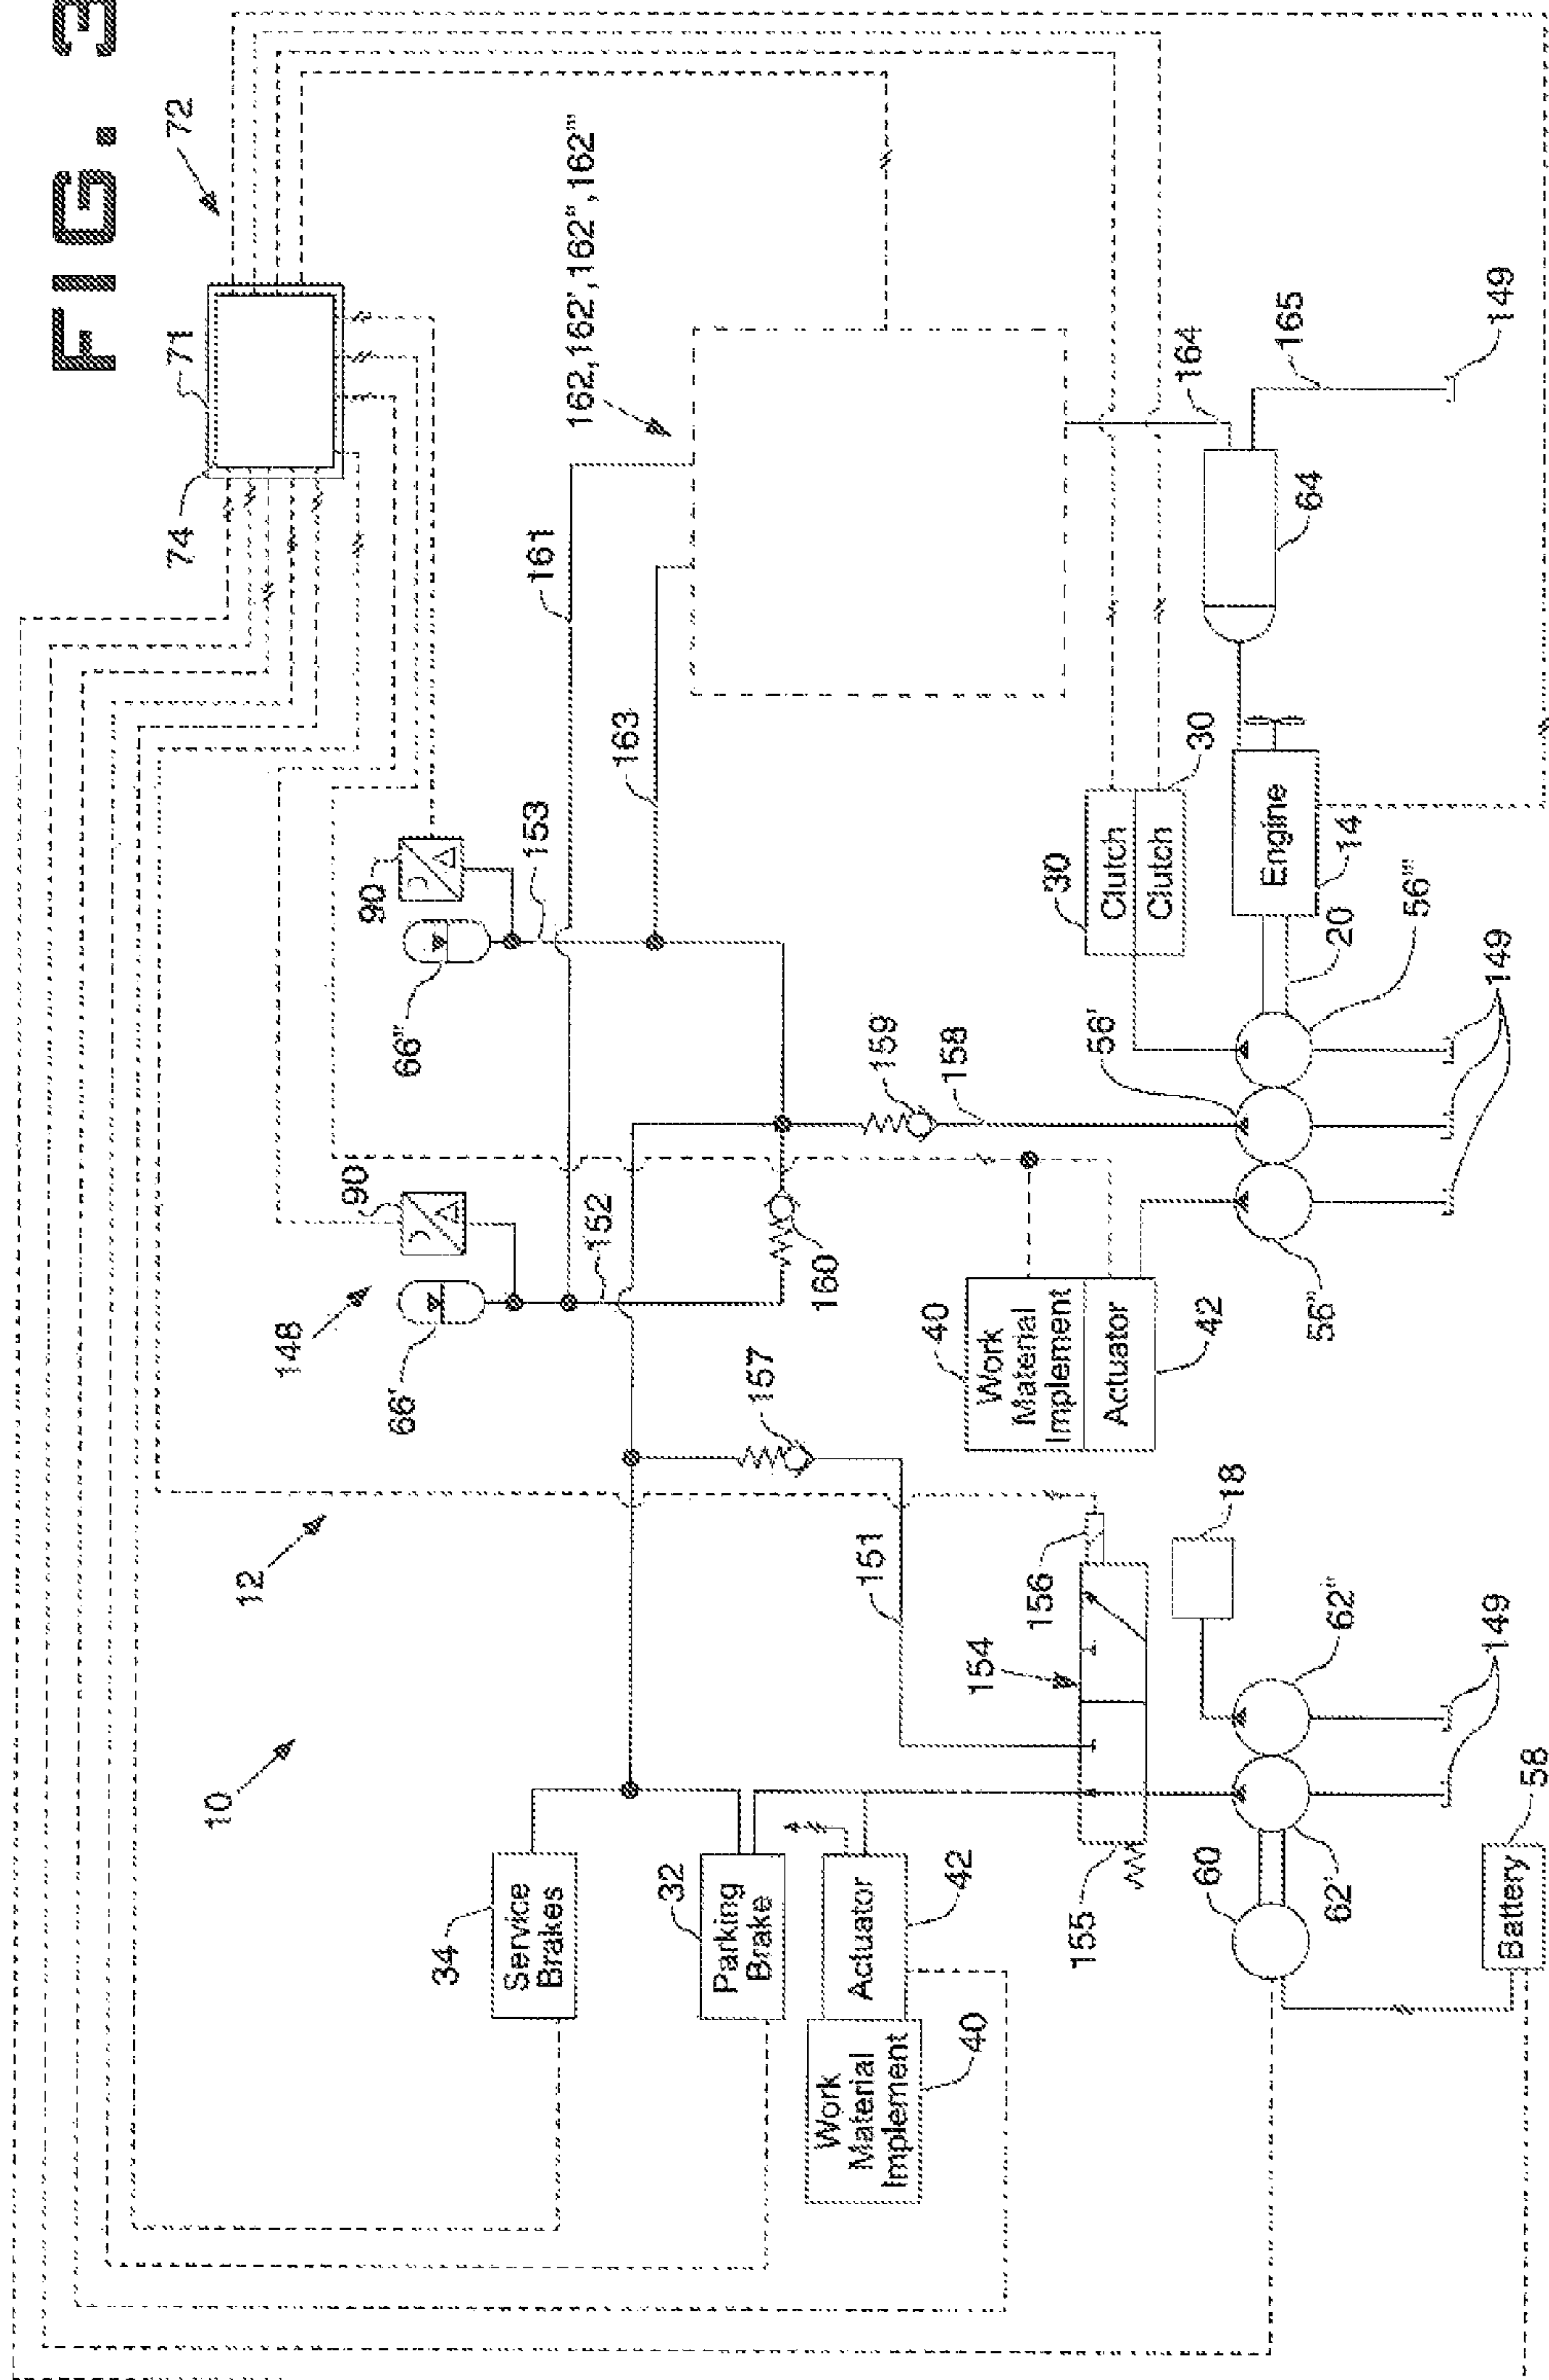 FIG. 3
72
71
74
162,162',162'',162'''
161
163
164
165
149
64
90
153
66''
30
Clutch
Clutch
30
Engine
14
20
56'''
149
56'
159
158
56''
148
90
66'
152
160
157
40
Work
Material
Implement
Actuator
42
12
10
151
154
156
155
18
62''
149
62'
60
58
Battery
34
Service
Brakes
32
Parking
Brake
Actuator
42
Work
Material
Implement
40